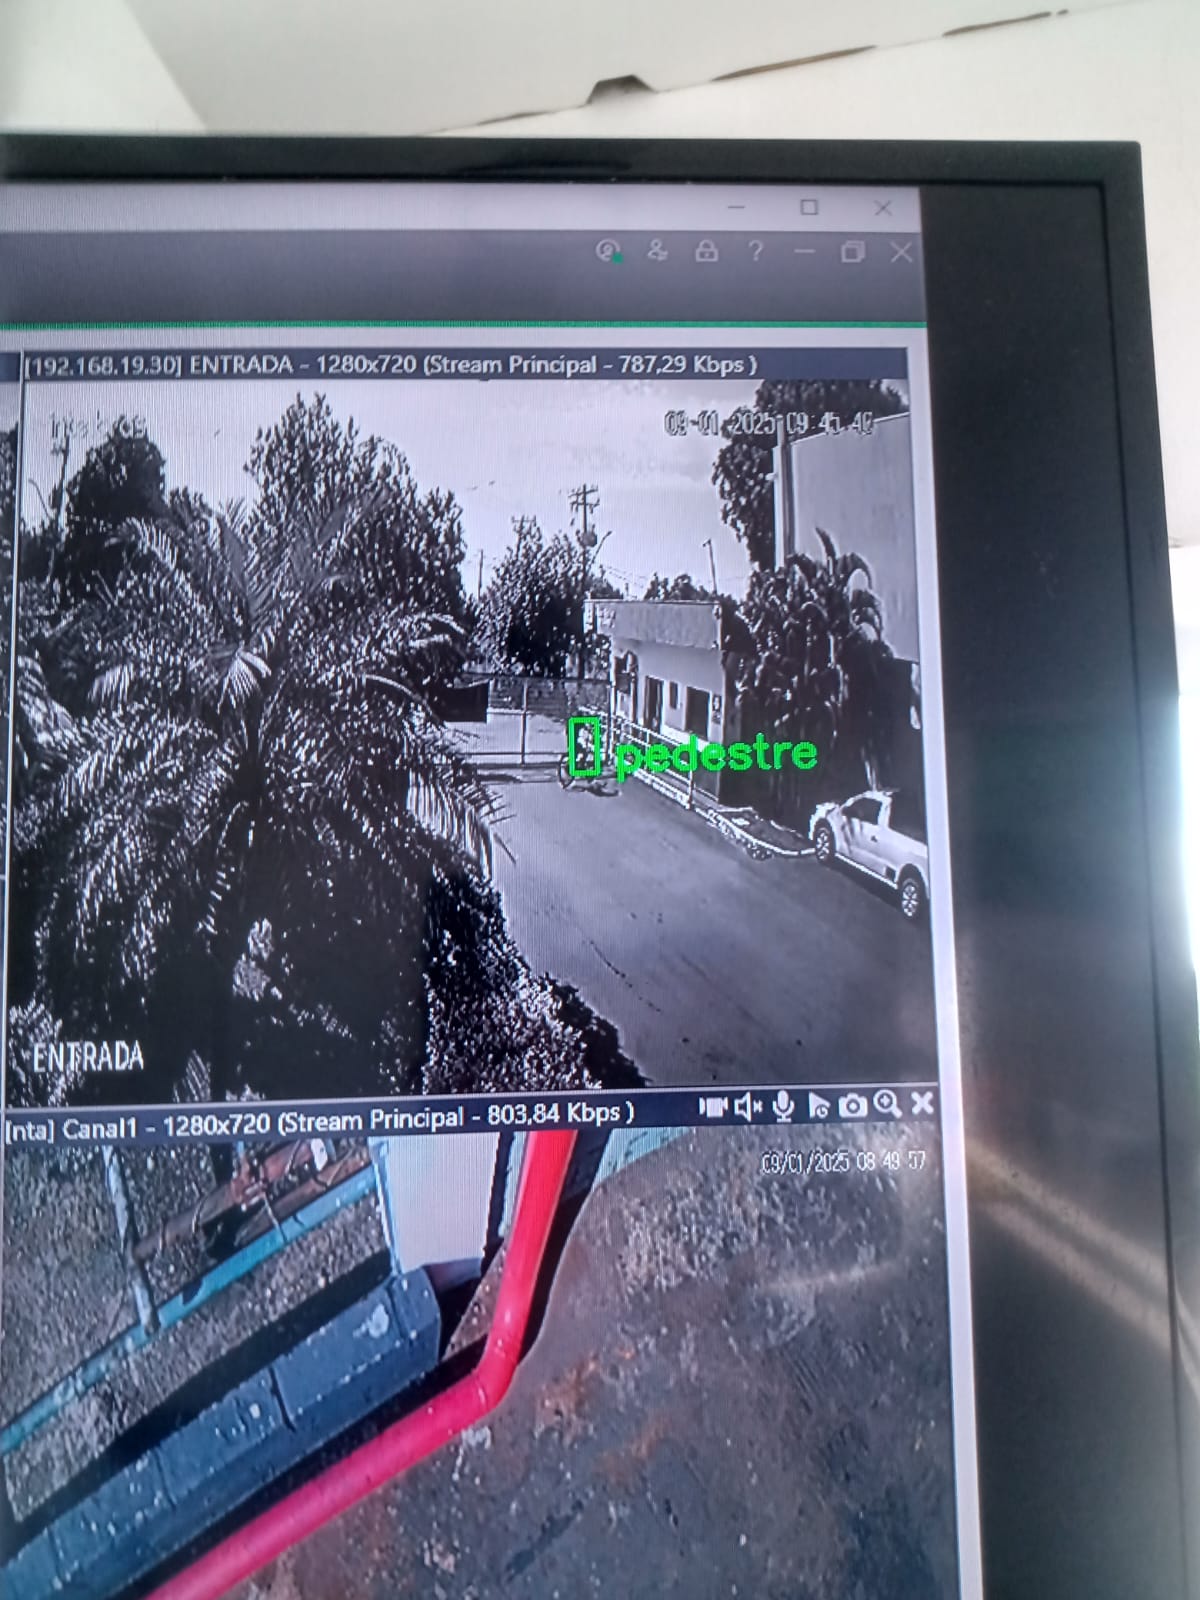 ?
[192.168.19.30] ENTRADA - 1280x720 (Stream Principal - 787,29 Kbps )
intelbras
09-01-2025 09:45:40
pedestre
ENTRADA
[nta] Canal1 - 1280x720 (Stream Principal - 803,84 Kbps )
09/01/2025 08 49 57